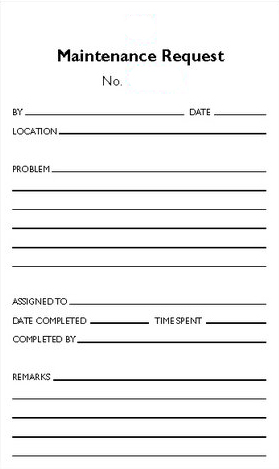 Maintenance Request
No.
BY DATE
LOCATION
PROBLEM
ASSIGNED TO
DATE COMPLETED TIME SPENT
COMPLETED BY
REMARKS